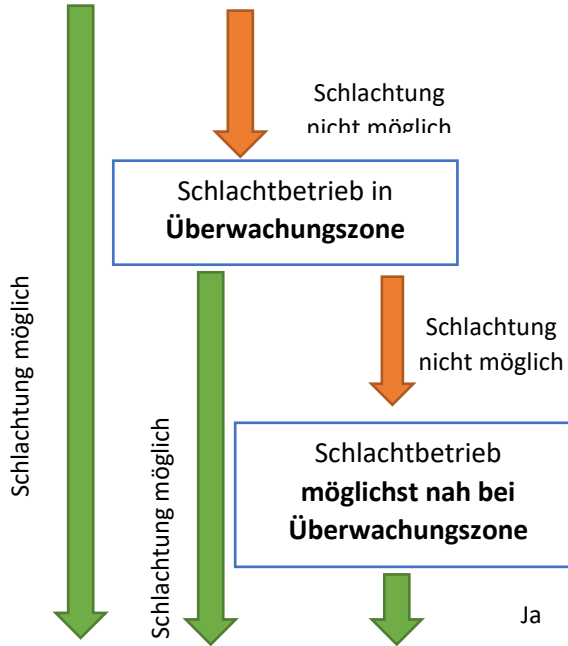 Schlachtung
nicht möglich
Schlachtbetrieb in
Überwachungszone
Schlachtung möglich
Schlachtung
nicht möglich
Schlachtung möglich
Schlachtbetrieb
möglichst nah bei
Überwachungszone
Ja